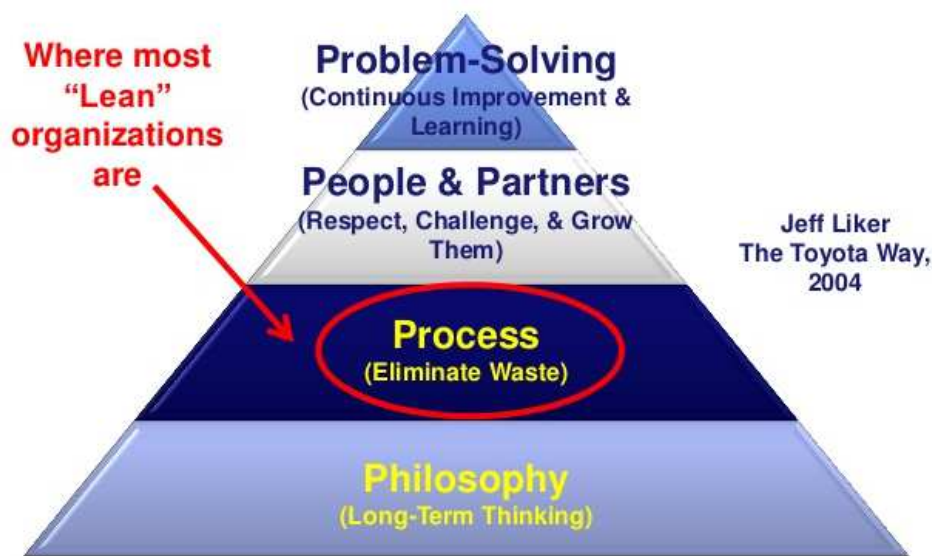 Where most
“Lean”
organizations
are
Problem-Solving
(Continuous Improvement &
Learning)
People & Partners
(Respect, Challenge, & Grow
Them)
Jeff Liker
The Toyota Way,
2004
Process
(Eliminate Waste)
Philosophy
(Long-Term Thinking)